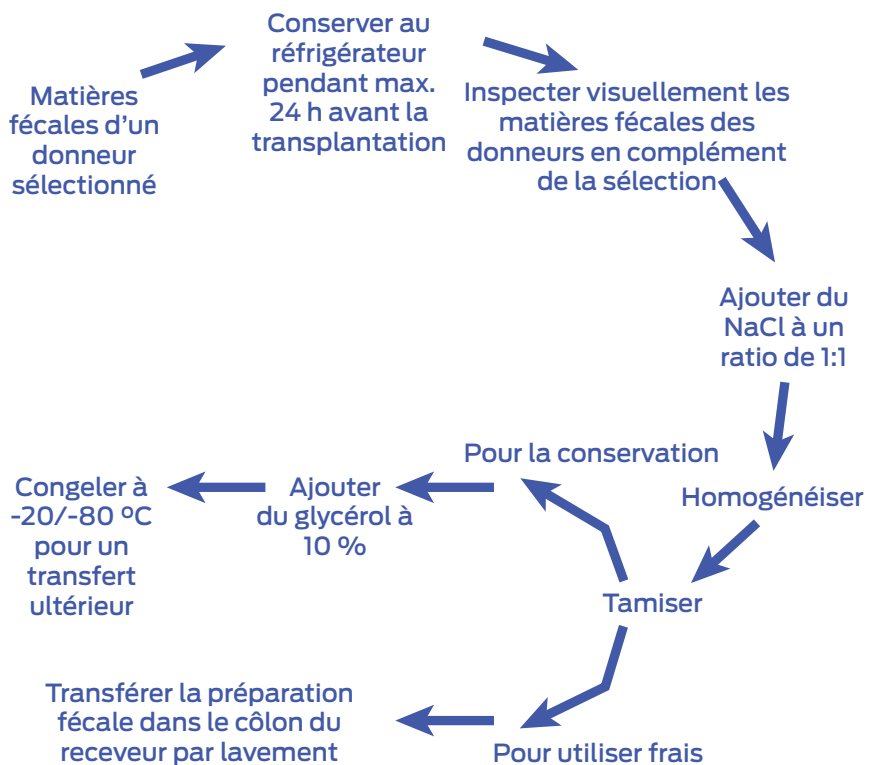 Matières
fécales d'un
donneur
sélectionné
Conserver au
réfrigérateur
pendant max.
24 h avant la
transplantation
Inspecter visuellement les
matières fécales des
donneurs en complément
de la sélection
Ajouter du
NaCl à un
ratio de 1:1
Homogénéiser
Tamiser
Pour la conservation
Ajouter
du glycérol à
10 %
Congeler à
-20/-80 ºC
pour un
transfert
ultérieur
Pour utiliser frais
Transférer la préparation
fécale dans le côlon du
receveur par lavement